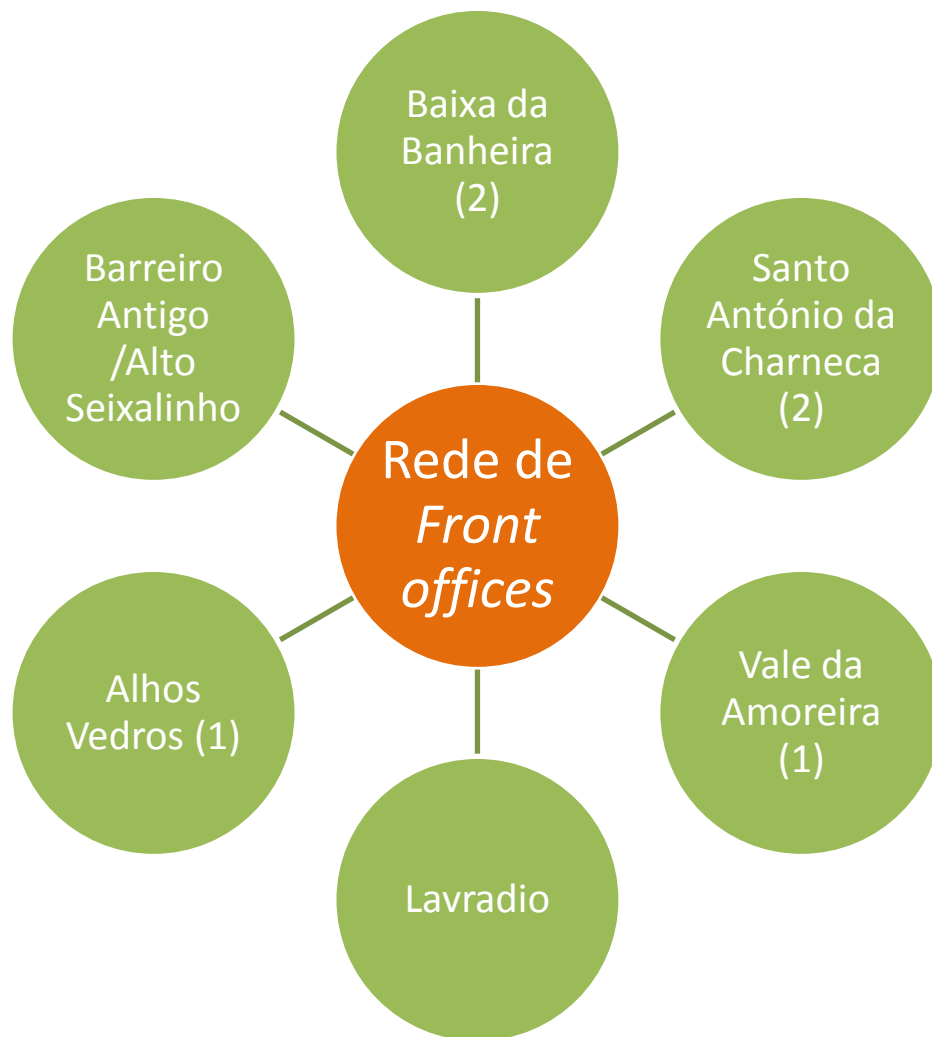 Baixa da
Banheira
(2)
Barreiro
Antigo
/Alto
Seixalinho
Santo
António da
Charneca
(2)
Rede de
Front
offices
Alhos
Vedros (1)
Vale da
Amoreira
(1)
Lavradio